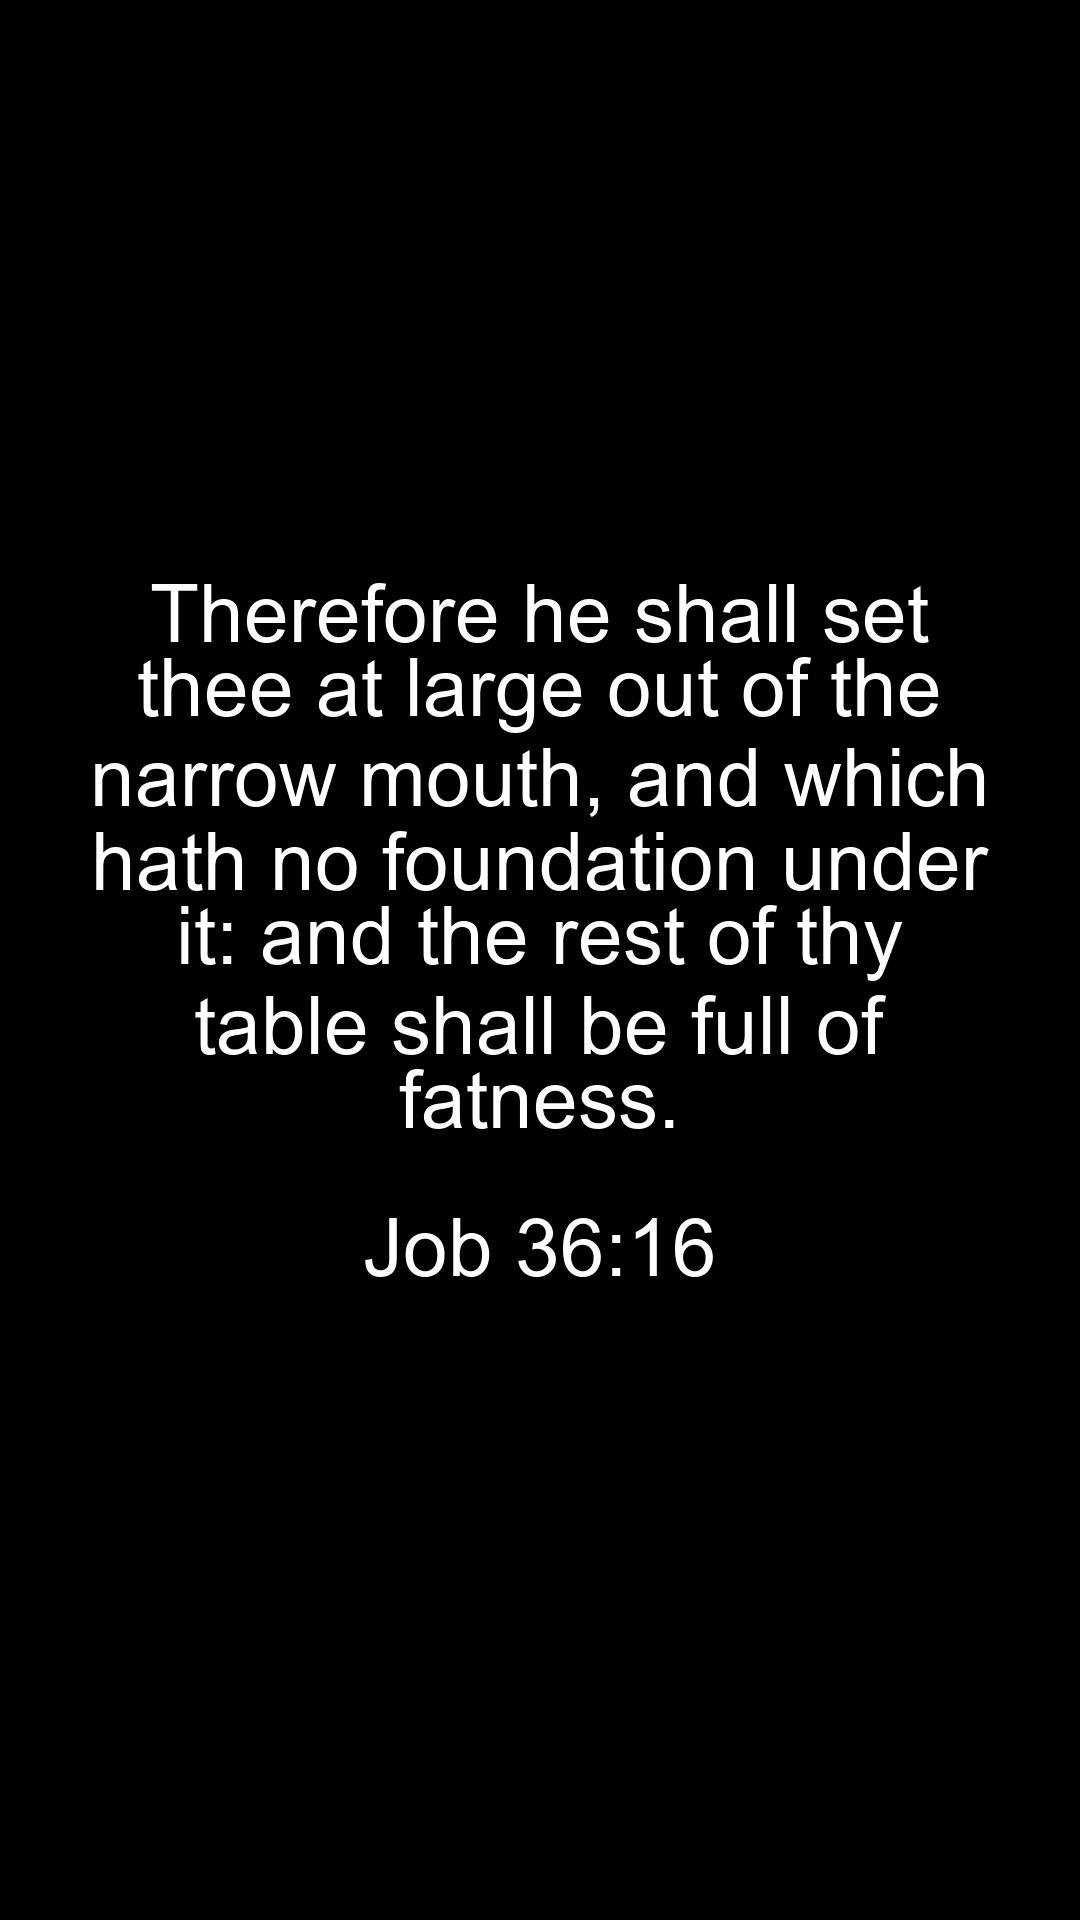 Therefore he shall set
thee at large out of the
narrow mouth, and which
hath no foundation under
it: and the rest of thy
table shall be full of
fatness.
Job 36:16